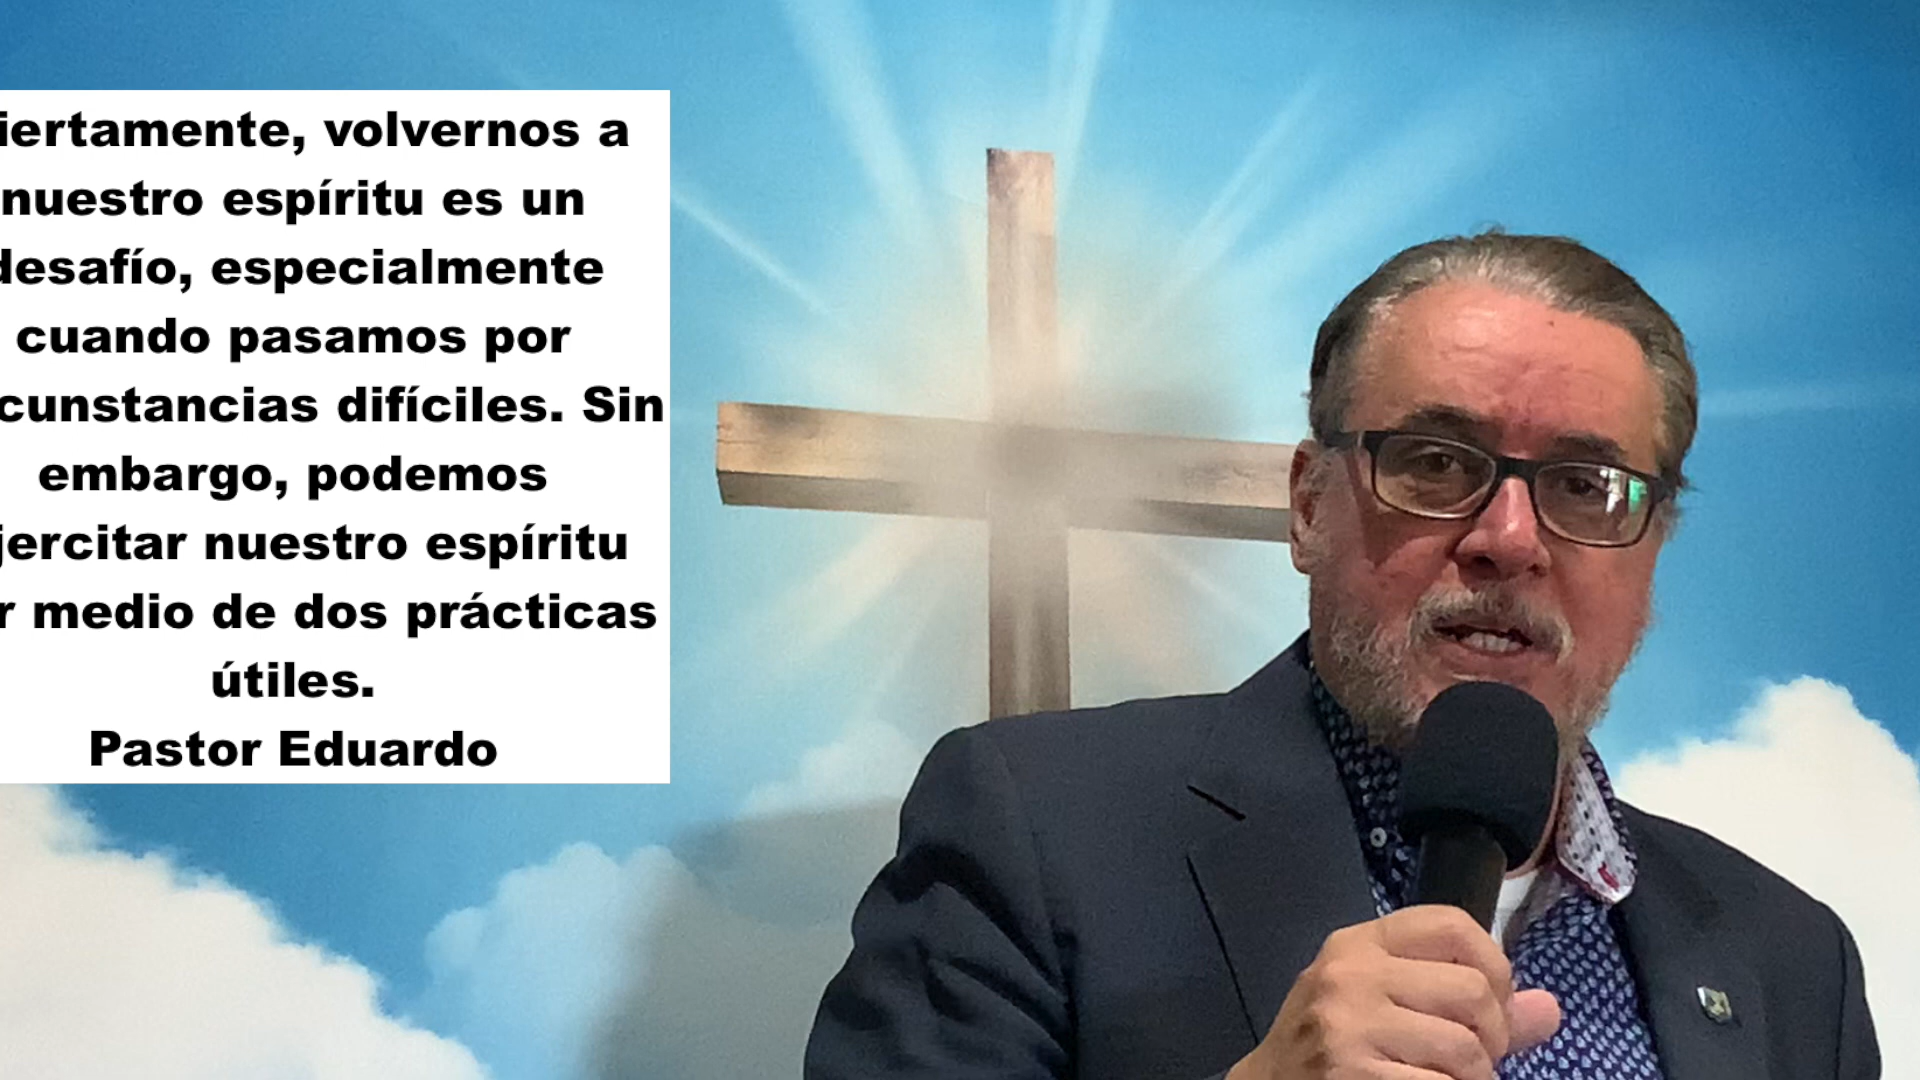 iertamente, volvernos a
nuestro espíritu es un
desafío, especialmente
cuando pasamos por
cunstancias difíciles. Sin
embargo, podemos
jercitar nuestro espíritu
r medio de dos prácticas
útiles.
Pastor Eduardo